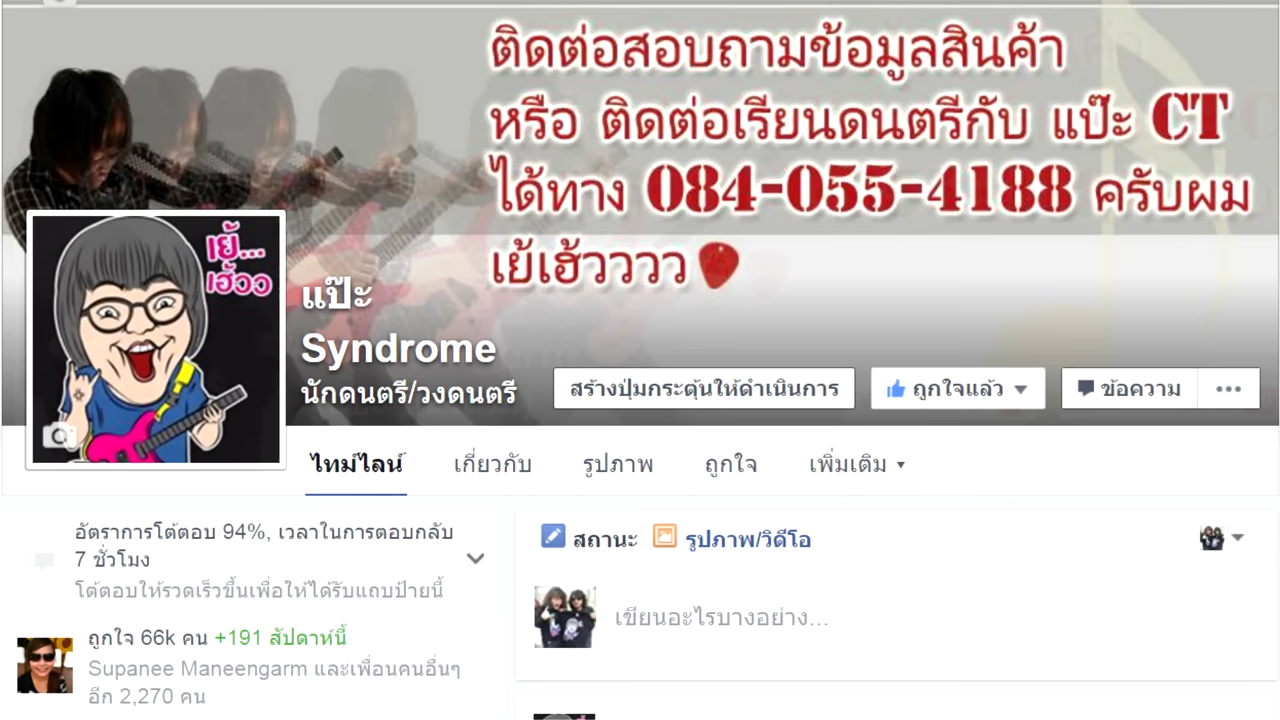 ติดต่อสอบถามข้อมูลสินค้า
หรือ ติดต่อเรียนดนตรีกับ แป๊ะ CT
ได้ทาง 084-055-4188 ครับผม
เย้เฮ้วววว
เย้...
เฮ้วว
แป๊ะ
Syndrome
นักดนตรี/วงดนตรี
สร้างปุ่มกระตุ้นให้ดำเนินการ
ถูกใจแล้ว
ข้อความ
ไทม์ไลน์
เกี่ยวกับ
รูปภาพ
ถูกใจ
เพิ่มเติม
อัตราการโต้ตอบ 94%, เวลาในการตอบกลับ
7 ชั่วโมง
โต้ตอบให้รวดเร็วขึ้นเพื่อให้ได้รับแถบป้ายนี้
ถูกใจ 66k คน +191 สัปดาห์นี้
Supanee Maneengarm และเพื่อนคนอื่นๆ
อีก 2,270 คน
สถานะ
รูปภาพ/วิดีโอ
เขียนอะไรบางอย่าง...